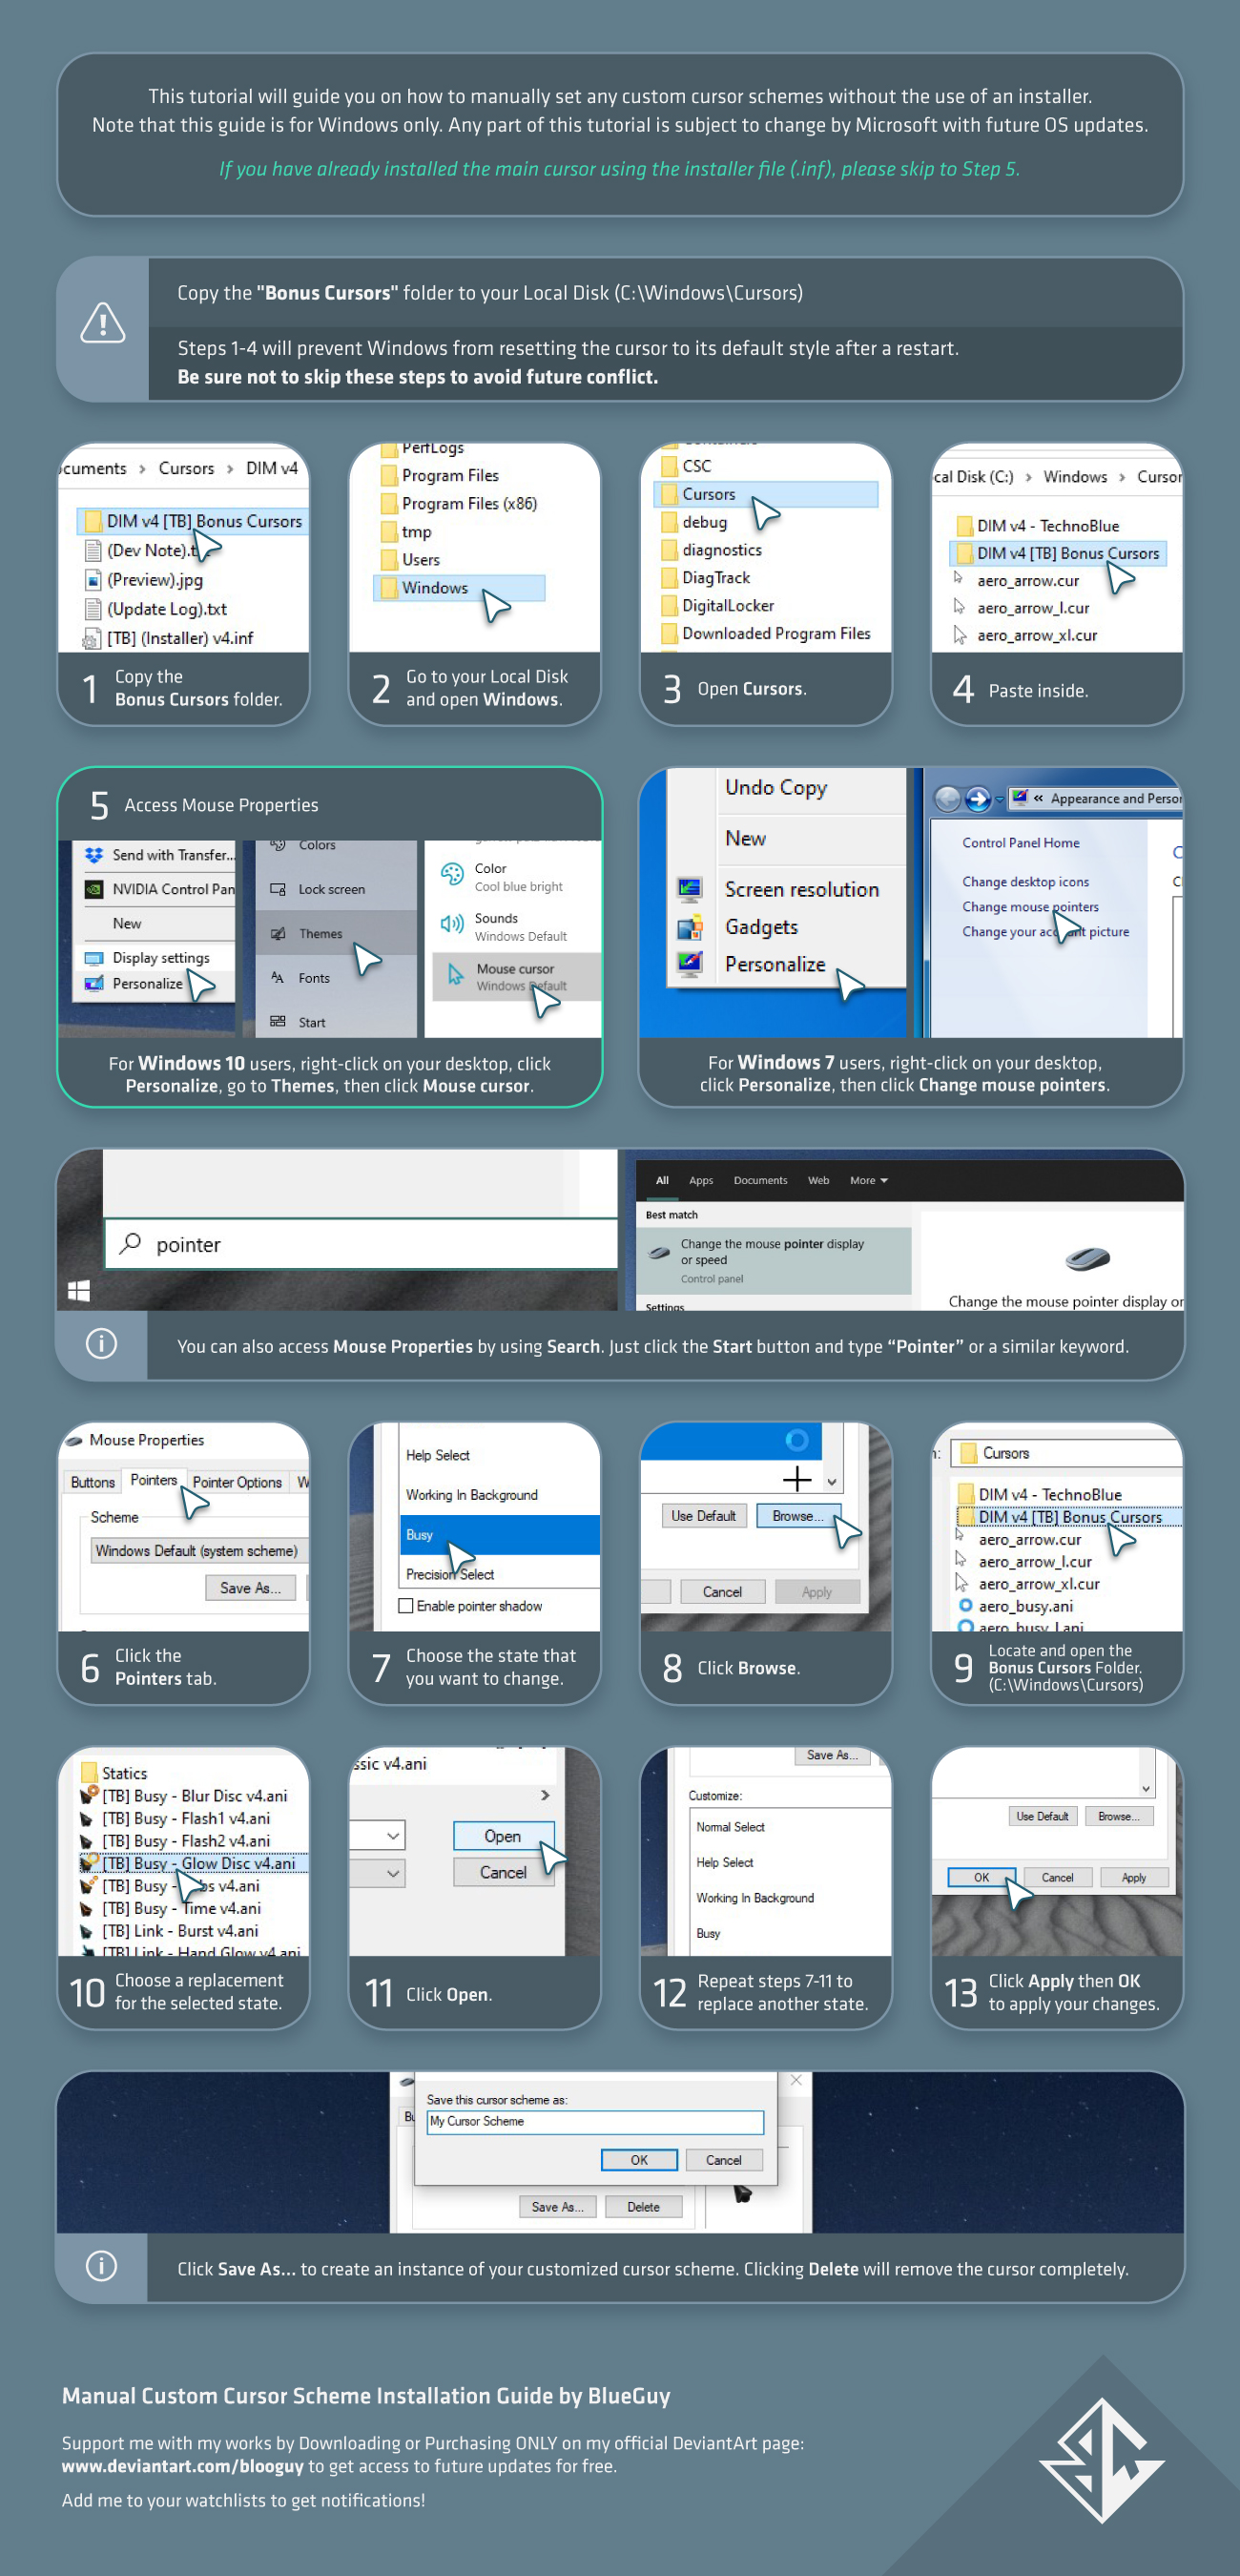 This tutorial will guide you on how to manually set any custom cursor schemes without the use of an installer.
Note that this guide is for Windows only. Any part of this tutorial is subject to change by Microsoft with future OS updates.
If you have already installed the main cursor using the installer file (.inf), please skip to Step 5.
Copy the "Bonus Cursors" folder to your Local Disk (C:\Windows\Cursors)
Steps 1-4 will prevent Windows from resetting the cursor to its default style after a restart.
Be sure not to skip these steps to avoid future conflict.
Cursors > DIM v4
DIM v4 [TB] Bonus Cursors
(Dev Note).
(Preview).jpg
(Update Log).txt
[TB] (Installer) v4.inf
1 Copy the
Bonus Cursors folder.
PerfLogs
Program Files
Program Files (x86)
tmp
Users
Windows
2 Go to your Local Disk
and open Windows.
CSC
Cursors
debug
diagnostics
DiagTrack
DigitalLocker
Downloaded Program Files
3 Open Cursors.
cal Disk (C:) > Windows > Cursor
DIM v4 - TechnoBlue
DIM v4 [TB] Bonus Cursors
aero_arrow.cur
aero_arrow_l.cur
aero_arrow_xl.cur
4 Paste inside.
5 Access Mouse Properties
Send with Transfer...
NVIDIA Control Pan
New
Display settings
Personalize
Colors
Lock screen
Themes
Fonts
Start
Color
Cool blue bright
Sounds
Windows Default
Mouse cursor
Windows Default
For Windows 10 users, right-click on your desktop, click
Personalize, go to Themes, then click Mouse cursor.
Undo Copy
New
Screen resolution
Gadgets
Personalize
« Appearance and Person
Control Panel Home
Change desktop icons
Change mouse pointers
Change your account picture
For Windows 7 users, right-click on your desktop,
click Personalize, then click Change mouse pointers.
pointer
All Apps Documents Web More
Best match
Change the mouse pointer display
or speed
Control panel
Settings
Change the mouse pointer display or
You can also access Mouse Properties by using Search. Just click the Start button and type “Pointer” or a similar keyword.
Mouse Properties
Buttons Pointers Pointer Options W
Scheme
Windows Default (system scheme)
Save As...
6 Click the
Pointers tab.
Help Select
Working In Background
Busy
Precision Select
Enable pointer shadow
7 Choose the state that
you want to change.
Use Default Browse...
Cancel Apply
8 Click Browse.
n: Cursors
DIM v4 - TechnoBlue
DIM v4 [TB] Bonus Cursors
aero_arrow.cur
aero_arrow_l.cur
aero_arrow_xl.cur
aero_busy.ani
aero_busy_l.ani
9 Locate and open the
Bonus Cursors Folder.
(C:\Windows\Cursors)
Statics
[TB] Busy - Blur Disc v4.ani
[TB] Busy - Flash1 v4.ani
[TB] Busy - Flash2 v4.ani
[TB] Busy - Glow Disc v4.ani
[TB] Busy - v4.ani
[TB] Busy - Time v4.ani
[TB] Link - Burst v4.ani
[TB] Link - Hand Glow v4.ani
10 Choose a replacement
for the selected state.
ssic v4.ani
Open
Cancel
11 Click Open.
Save As...
Customize:
Normal Select
Help Select
Working In Background
Busy
12 Repeat steps 7-11 to
replace another state.
Use Default Browse...
OK Cancel Apply
13 Click Apply then OK
to apply your changes.
Save this cursor scheme as:
Bu My Cursor Scheme
OK Cancel
Save As... Delete
Click Save As... to create an instance of your customized cursor scheme. Clicking Delete will remove the cursor completely.
Manual Custom Cursor Scheme Installation Guide by BlueGuy
Support me with my works by Downloading or Purchasing ONLY on my official DeviantArt page:
www.deviantart.com/blooguy to get access to future updates for free.
Add me to your watchlists to get notifications!